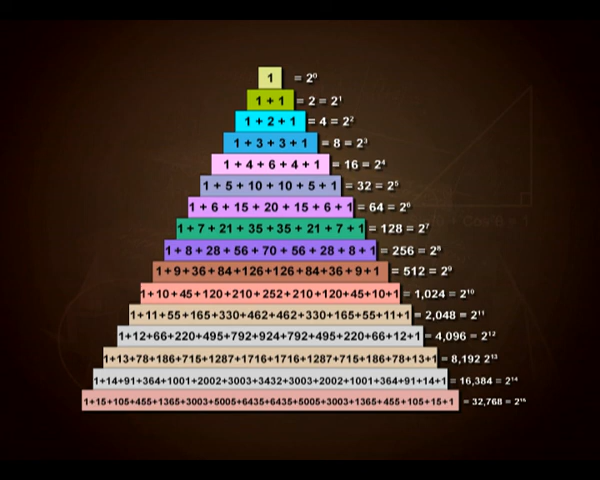 1 = 2⁰
1 + 1 = 2 = 2¹
1 + 2 + 1 = 4 = 2²
1 + 3 + 3 + 1 = 8 = 2³
1 + 4 + 6 + 4 + 1 = 16 = 2⁴
1 + 5 + 10 + 10 + 5 + 1 = 32 = 2⁵
1 + 6 + 15 + 20 + 15 + 6 + 1 = 64 = 2⁶
1 + 7 + 21 + 35 + 35 + 21 + 7 + 1 = 128 = 2⁷
1 + 8 + 28 + 56 + 70 + 56 + 28 + 8 + 1 = 256 = 2⁸
1+9+36+84+126+126+84+36+9+1 = 512 = 2⁹
1+10+45+120+210+252+210+120+45+10+1 = 1,024 = 2¹⁰
1+11+55+165+330+462+462+330+165+55+11+1 = 2,048 = 2¹¹
1+12+66+220+495+792+924+792+495+220+66+12+1 = 4,096 = 2¹²
1+13+78+186+715+1287+1716+1716+1287+715+186+78+13+1 = 8,192 2¹³
1+14+91+364+1001+2002+3003+3432+3003+2002+1001+364+91+14+1 = 16,384 = 2¹⁴
1+15+105+455+1365+3003+5005+6435+6435+5005+3003+1365+455+105+15+1 = 32,768 = 2¹⁵